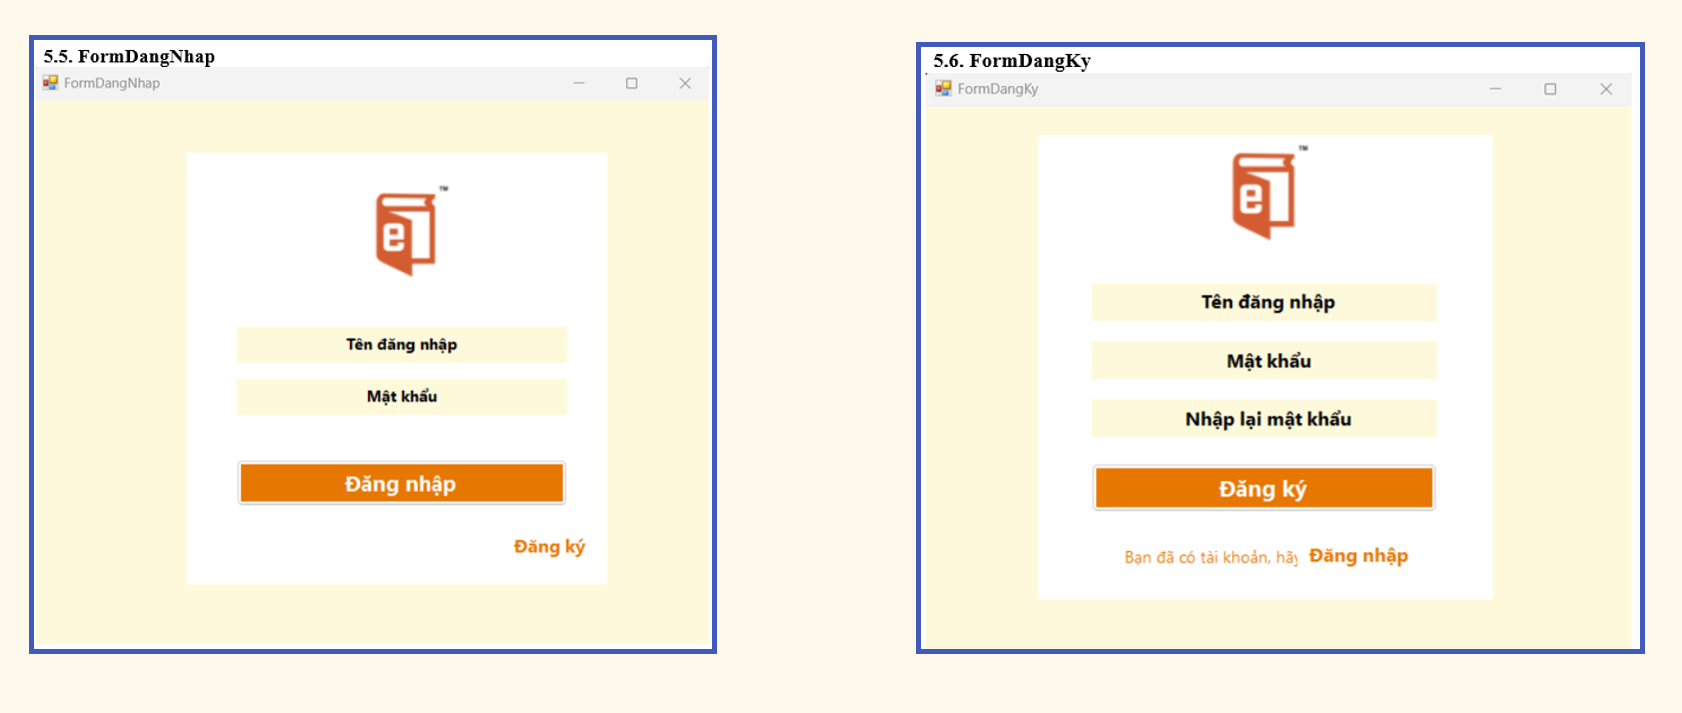 5.5. FormDangNhap
FormDangNhap
TM
e
Tên đăng nhập
Mật khẩu
Đăng nhập
Đăng ký
5.6. FormDangKy
FormDangKy
TM
e
Tên đăng nhập
Mật khẩu
Nhập lại mật khẩu
Đăng ký
Bạn đã có tài khoản, hãy Đăng nhập